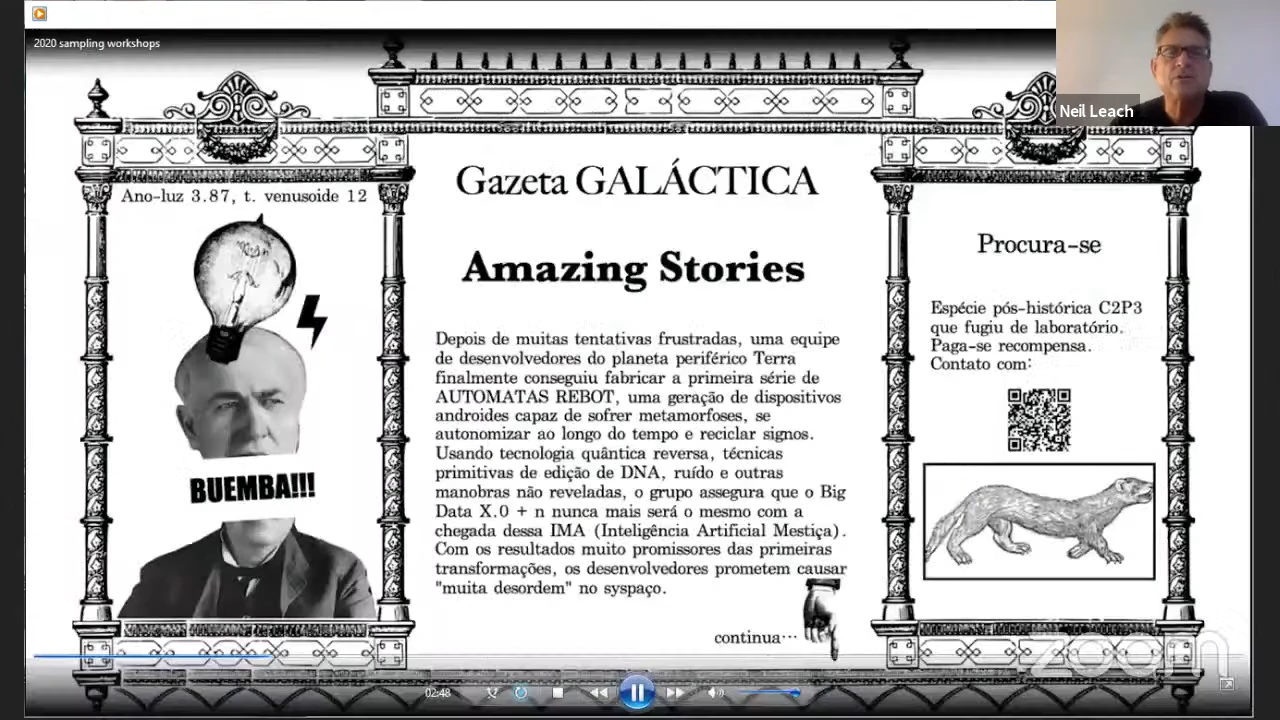 2020 sampling workshops
Neil Leach
Ano-luz 3.87, t. venusoide 12
BUEMBA!!!
Gazeta GALÁCTICA
Amazing Stories
Depois de muitas tentativas frustradas, uma equipe
de desenvolvedores do planeta periférico Terra
finalmente conseguiu fabricar a primeira série de
AUTOMATAS REBOT, uma geração de dispositivos
androides capaz de sofrer metamorfoses, se
autonomizar ao longo do tempo e reciclar signos.
Usando tecnologia quântica reversa, técnicas
primitivas de edição de DNA, ruído e outras
manobras não reveladas, o grupo assegura que o Big
Data X.0 + n nunca mais será o mesmo com a
chegada dessa IMA (Inteligência Artificial Mestiça).
Com os resultados muito promissores das primeiras
transformações, os desenvolvedores prometem causar
"muita desordem" no syspaço.
continua···
Procura-se
Espécie pós-histórica C2P3
que fugiu de laboratório.
Paga-se recompensa.
Contato com:
zoom
02:48